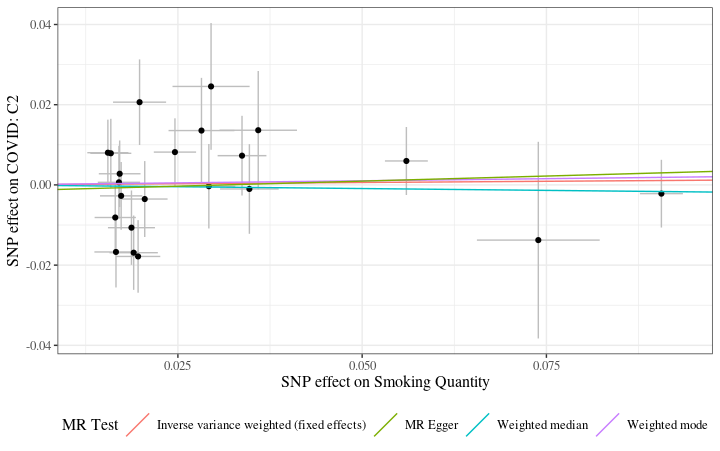 0.04
0.02
0.00
-0.02
-0.04
SNP effect on COVID: C2
0.025
0.050
0.075
SNP effect on Smoking Quantity
MR Test
Inverse variance weighted (fixed effects)
MR Egger
Weighted median
Weighted mode